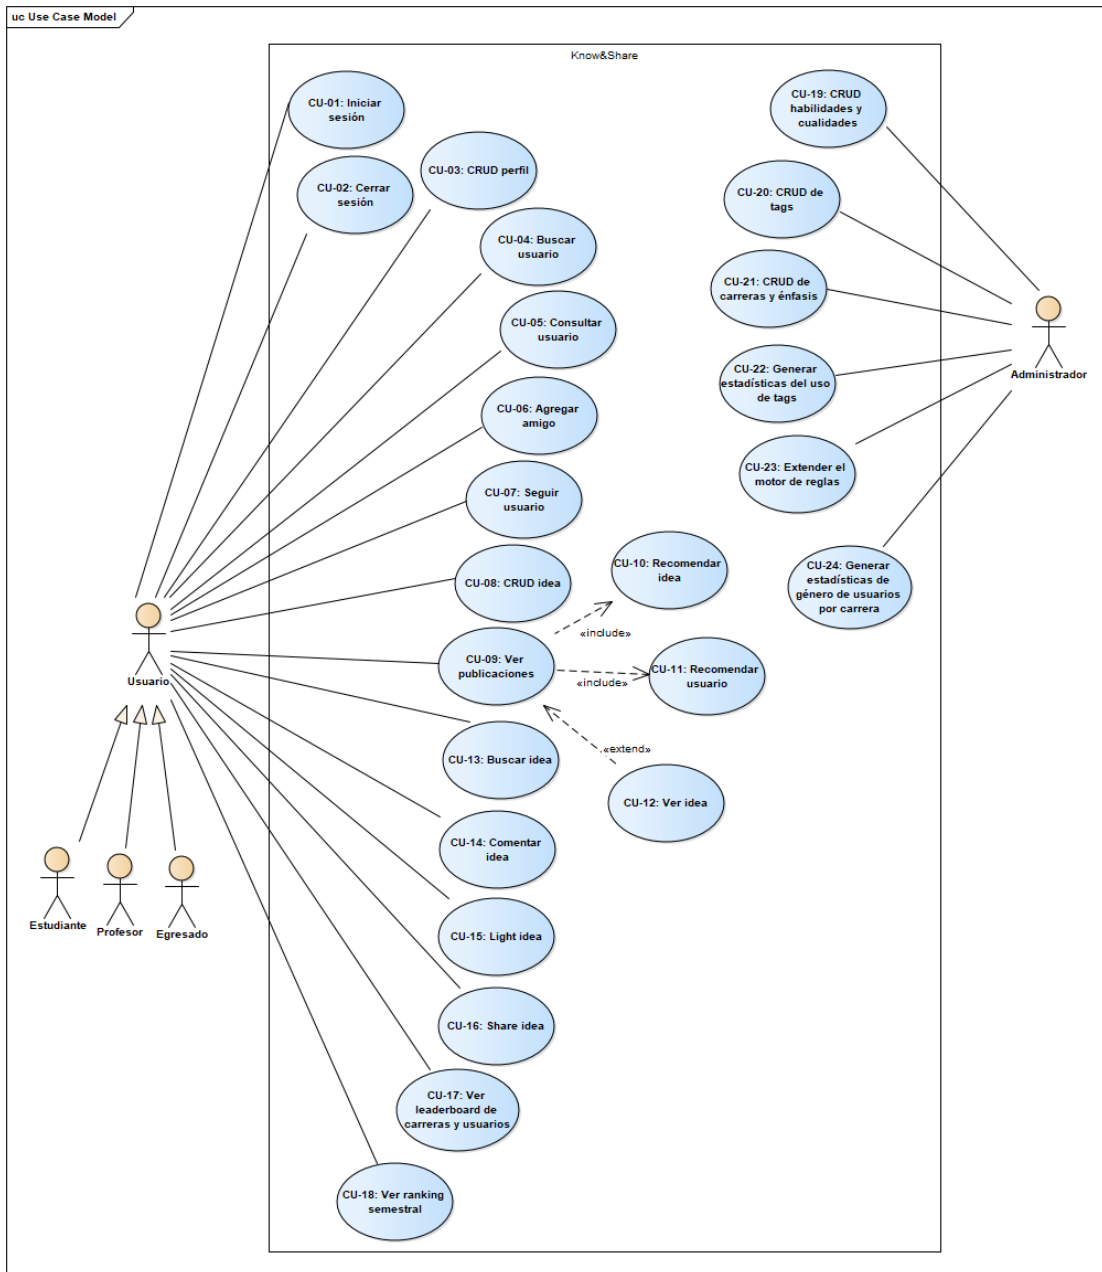 uc Use Case Model
Know&Share
CU-01: Iniciar
sesión
CU-02: Cerrar
sesión
CU-03: CRUD perfil
CU-04: Buscar
usuario
CU-05: Consultar
usuario
CU-06: Agregar
amigo
CU-07: Seguir
usuario
CU-08: CRUD idea
CU-09: Ver
publicaciones
«include»
CU-10: Recomendar
idea
«include»
CU-11: Recomendar
usuario
«extend»
CU-12: Ver idea
CU-13: Buscar idea
CU-14: Comentar
idea
CU-15: Light idea
CU-16: Share idea
CU-17: Ver
leaderboard de
carreras y usuarios
CU-18: Ver ranking
semestral
CU-19: CRUD
habilidades y
cualidades
CU-20: CRUD de
tags
CU-21: CRUD de
carreras y énfasis
CU-22: Generar
estadísticas del uso
de tags
CU-23: Extender el
motor de reglas
CU-24: Generar
estadísticas de
género de usuarios
por carrera
Administrador
Usuario
Estudiante
Profesor
Egresado